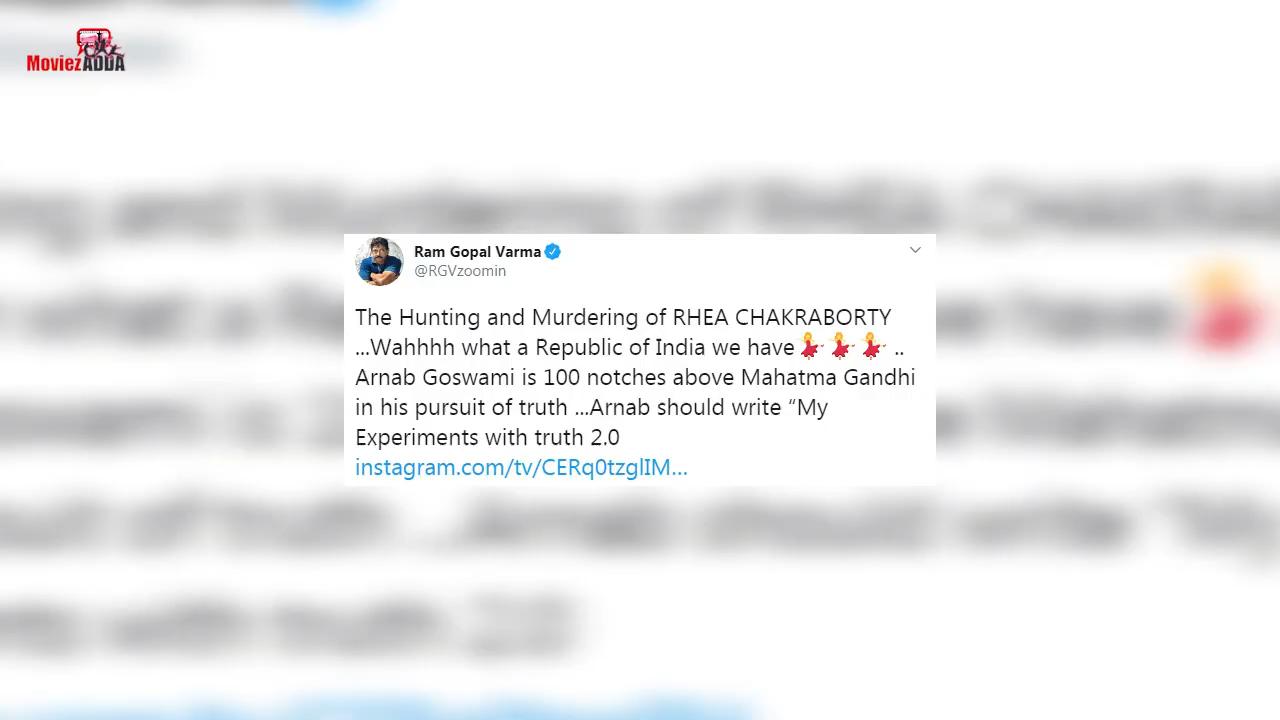 MoviezADDA
Ram Gopal Varma
@RGVzoomin
The Hunting and Murdering of RHEA CHAKRABORTY
...Wahhhh what a Republic of India we have💃💃💃 ..
Arnab Goswami is 100 notches above Mahatma Gandhi
in his pursuit of truth ...Arnab should write “My
Experiments with truth 2.0
instagram.com/tv/CERq0tzglIM...